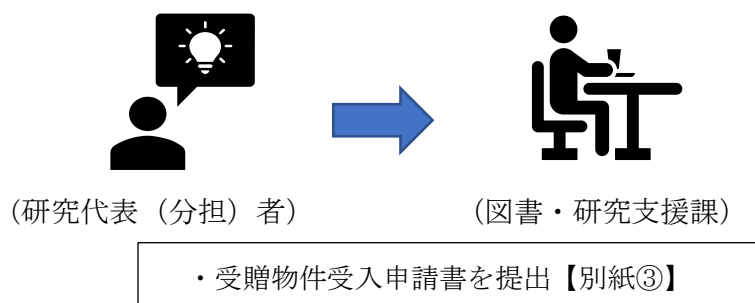 （研究代表（分担）者）
（図書・研究支援課）
・受贈物件受入申請書を提出【別紙③】